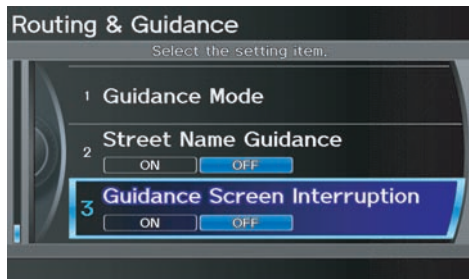 Routing & Guidance
Select the setting item.
1 Guidance Mode
2 Street Name Guidance
ON OFF
3 Guidance Screen Interruption
ON OFF